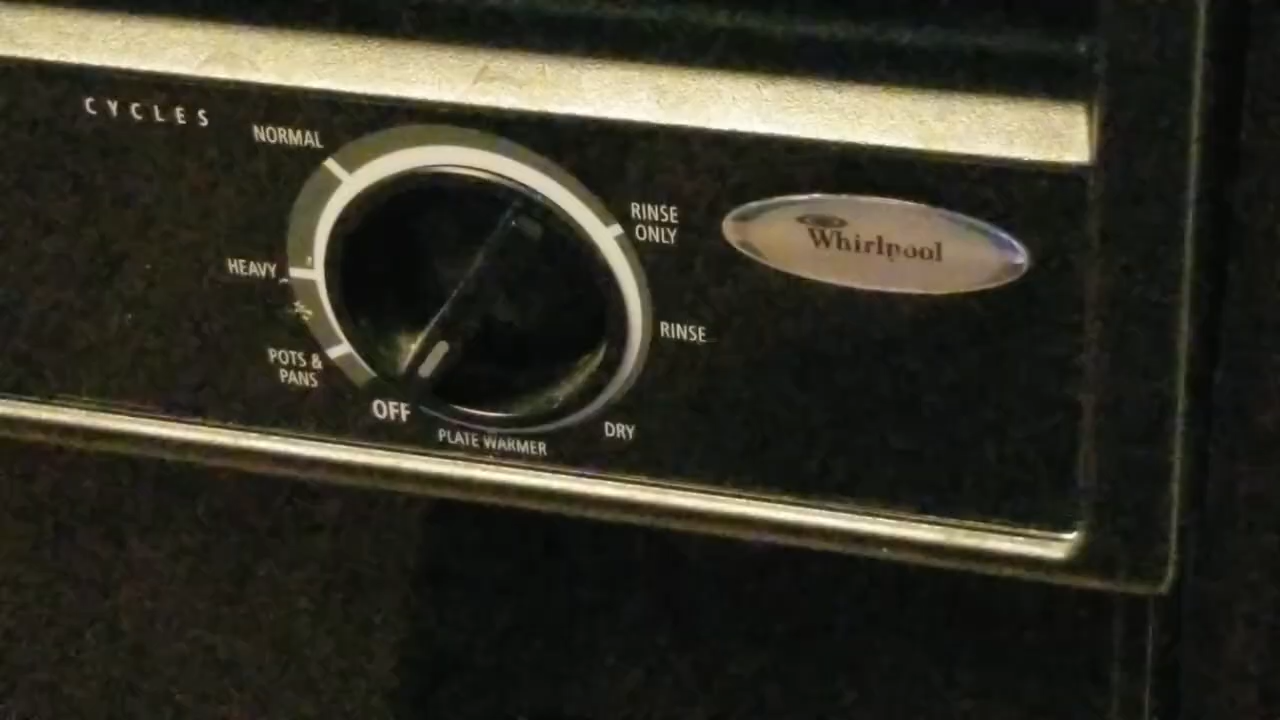 CYCLES
NORMAL
RINSE
ONLY
Whirlpool
HEAVY
RINSE
POTS &
PANS
OFF
PLATE WARMER
DRY